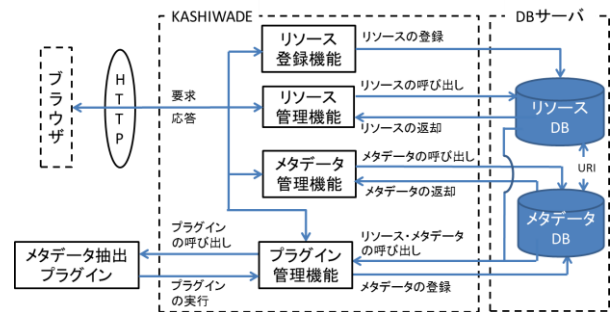 KASHIWADE
DBサーバ
ブラウザ
HTTP
要求
応答
リソース
登録機能
リソースの登録
リソース
管理機能
リソースの呼び出し
リソースの返却
リソース
DB
メタデータ
管理機能
メタデータの呼び出し
メタデータの返却
URI
メタデータ
DB
メタデータ抽出
プラグイン
プラグイン
の呼び出し
プラグイン
の実行
プラグイン
管理機能
リソース・メタデータ
の呼び出し
メタデータの登録